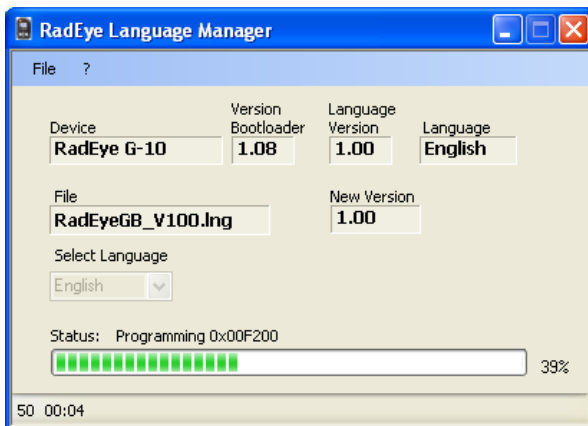 RadEye Language Manager
File ?
Device
Version Bootloader
Language Version
Language
RadEye G-10
1.08
1.00
English
File
New Version
RadEyeGB_V100.lng
1.00
Select Language
English
Status: Programming 0x00F200
39%
50 00:04